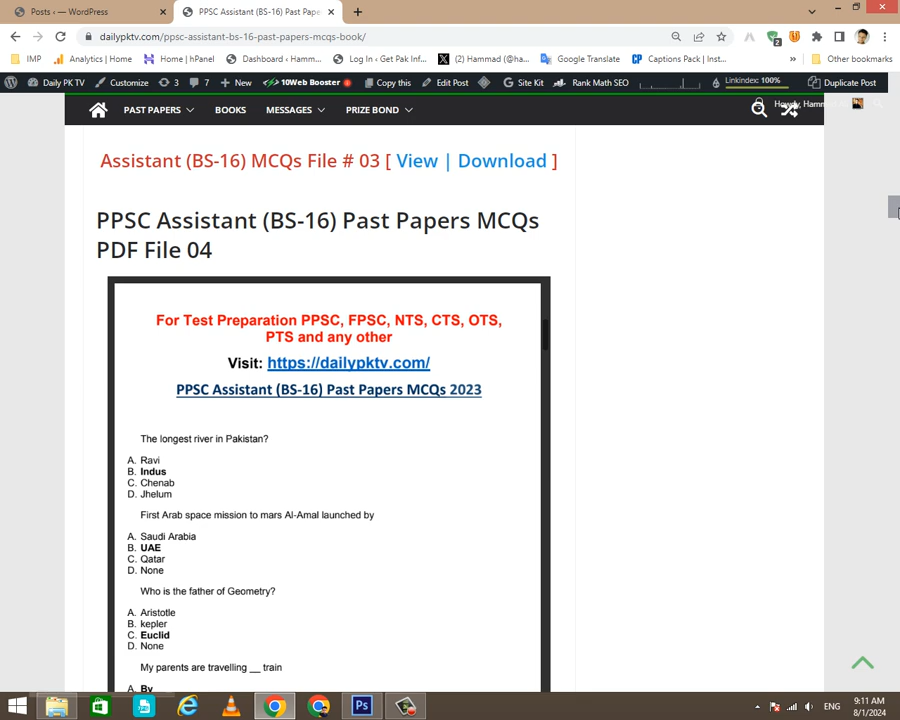 Posts ‹ — WordPress
PPSC Assistant (BS-16) Past Pape
dailypktv.com/ppsc-assistant-bs-16-past-papers-mcqs-book/
IMP
Analytics | Home
Home | hPanel
Dashboard ‹ Hamm...
Log In ‹ Get Pak Inf...
(2) Hammad (@ha...
Google Translate
Captions Pack | Inst...
»
Other bookmarks
Daily PK TV
Customize
3
7
+ New
10Web Booster
Copy this
Edit Post
Site Kit
Rank Math SEO
Linkindex: 100%
Duplicate Post
PAST PAPERS
BOOKS
MESSAGES
PRIZE BOND
Assistant (BS-16) MCQs File # 03 [ View | Download ]
PPSC Assistant (BS-16) Past Papers MCQs
PDF File 04
For Test Preparation PPSC, FPSC, NTS, CTS, OTS,
PTS and any other
Visit: https://dailypktv.com/
PPSC Assistant (BS-16) Past Papers MCQs 2023
The longest river in Pakistan?
A. Ravi
B. Indus
C. Chenab
D. Jhelum
First Arab space mission to mars Al-Amal launched by
A. Saudi Arabia
B. UAE
C. Qatar
D. None
Who is the father of Geometry?
A. Aristotle
B. kepler
C. Euclid
D. None
My parents are travelling __ train
A. By
Ps
ENG
9:11 AM
8/1/2024